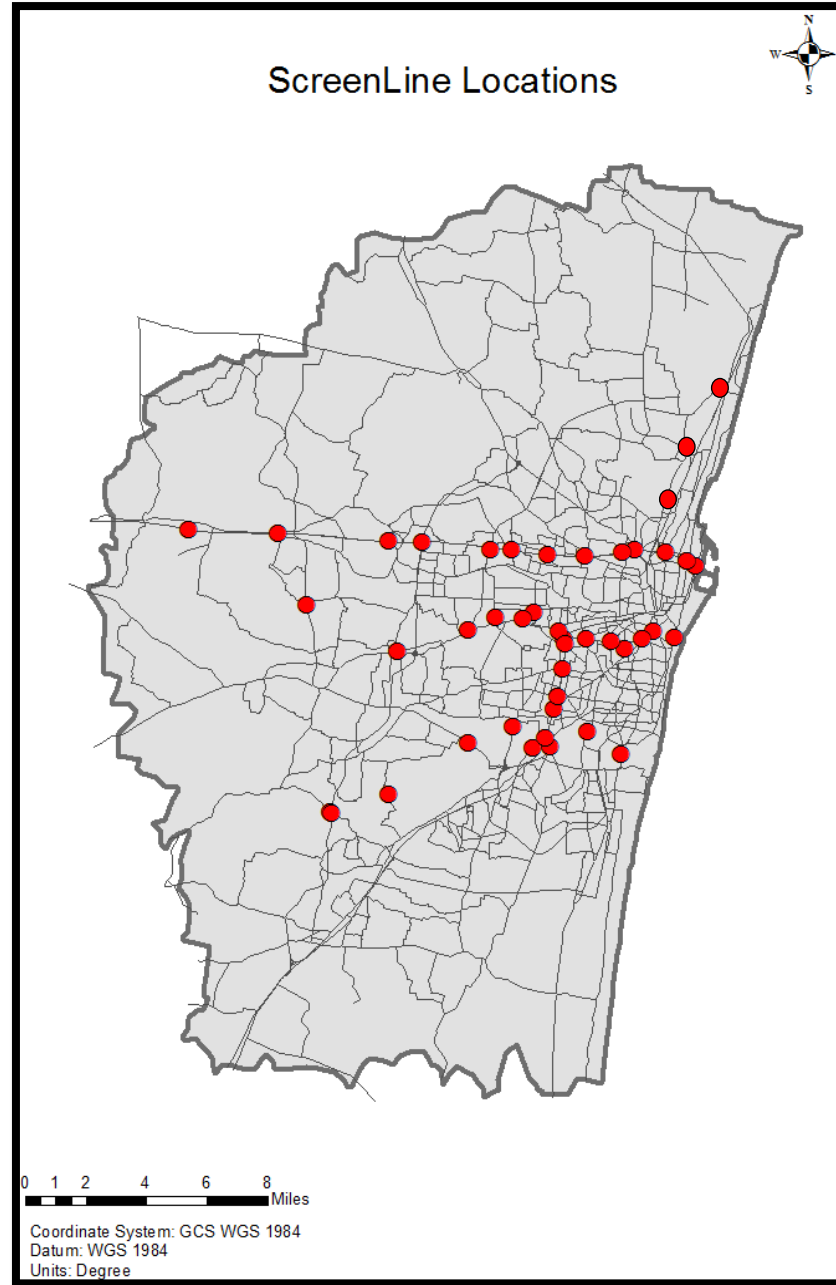 N
W
S
ScreenLine Locations
0 1 2 4 6 8
Miles
Coordinate System: GCS WGS 1984
Datum: WGS 1984
Units: Degree